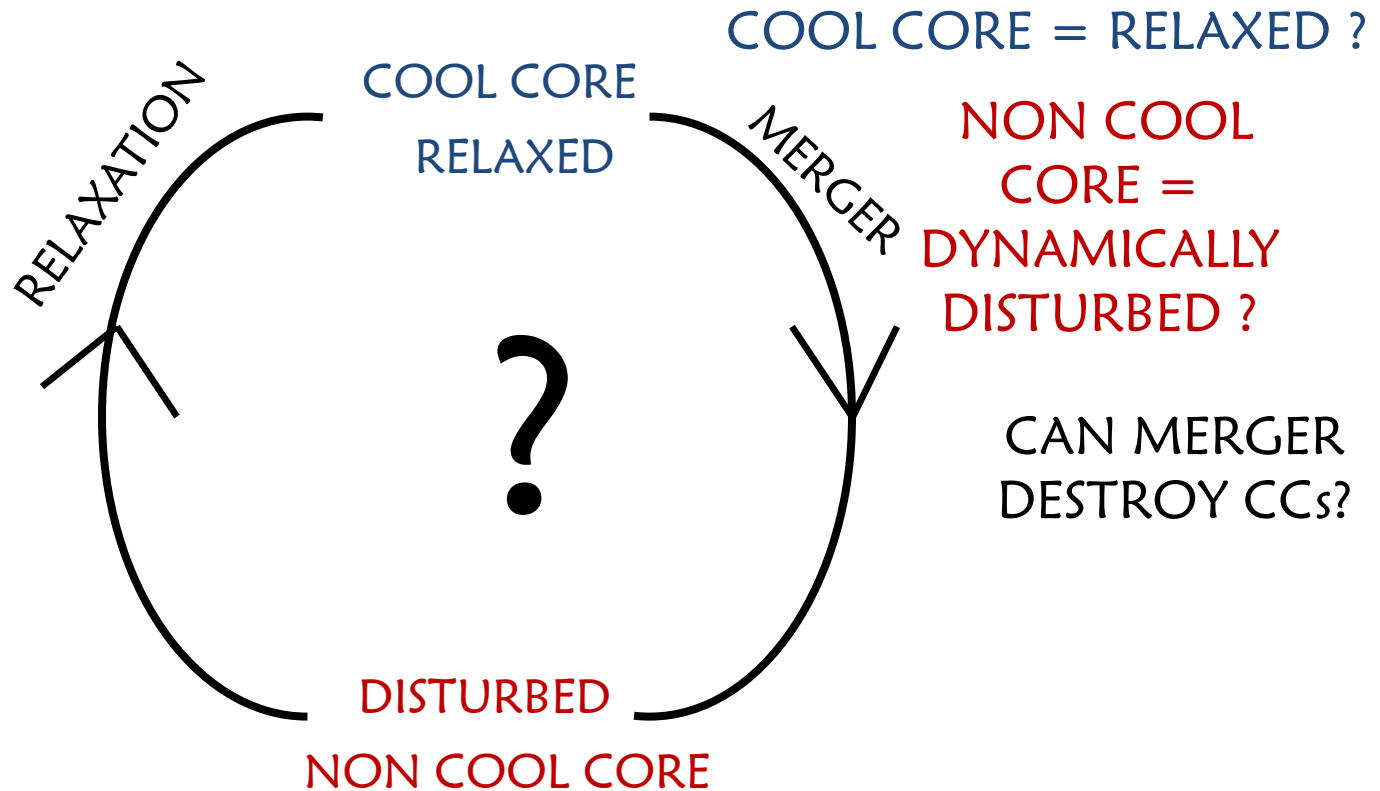 COOL CORE = RELAXED ?
COOL CORE
RELAXED
RELAXATION
MERGER
NON COOL
CORE =
DYNAMICALLY
DISTURBED ?
?
CAN MERGER
DESTROY CCs?
DISTURBED
NON COOL CORE